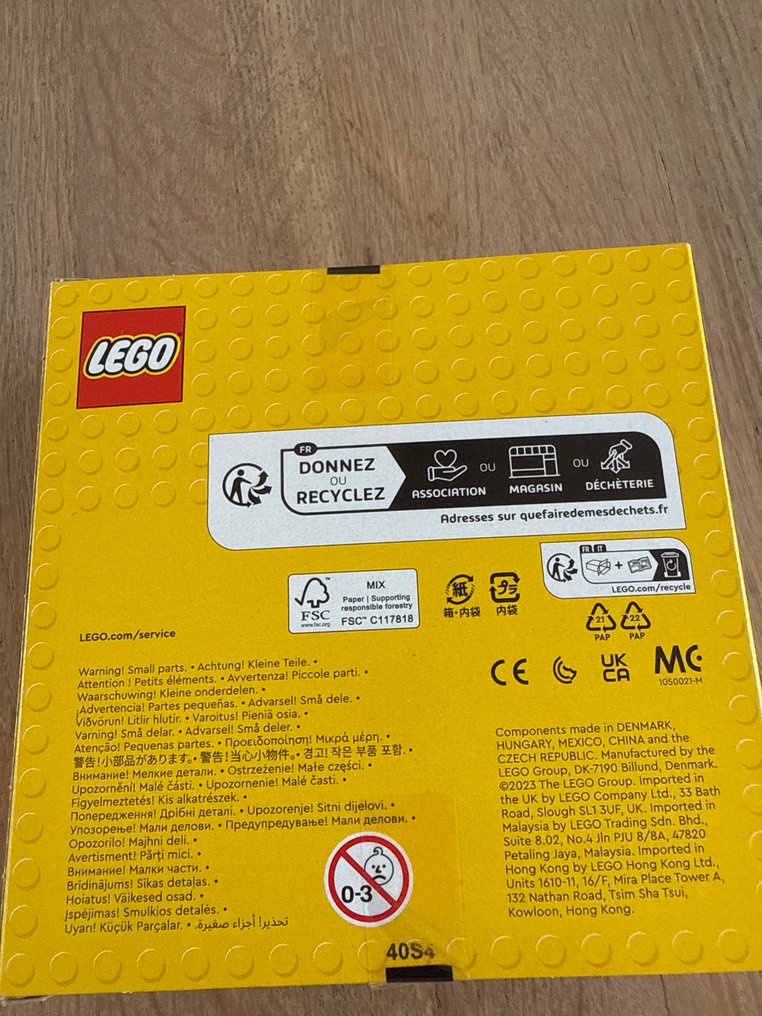 LEGO
FR
DONNEZ
OU
RECYCLEZ
ASSOCIATION
OU
MAGASIN
OU
DÉCHÈTERIE
Adresses sur quefairedemesdechets.fr
FSC
www.fsc.org
MIX
Paper | Supporting
responsible forestry
FSC™ C117818
紙
箱・内袋
プラ
内袋
FR IT
+
LEGO.com/recycle
21
PAP
22
PAP
LEGO.com/service
CE
UK
CA
MC
1050021-M
Warning! Small parts. • Achtung! Kleine Teile. •
Attention ! Petits éléments. • Avvertenza! Piccole parti. •
Waarschuwing! Kleine onderdelen. •
¡Advertencia! Partes pequeñas. • Advarsel! Små dele. •
Viðvörun! Litlir hlutir. • Varoitus! Pieniä osia. •
Varning! Små delar. • Advarsel! Små deler. •
Atenção! Pequenas partes. • Προειδοποίηση! Μικρά μέρη. •
警告!小部品があります。• 警告!当心小物件。• 경고! 작은 부품 포함. •
Внимание! Мелкие детали. • Ostrzeżenie! Małe części. •
Upozornění! Malé části. • Upozornenie! Malé časti. •
Figyelmeztetés! Kis alkatrészek. •
Попередження! Дрібні деталі. • Upozorenje! Sitni dijelovi. •
Упозорење! Мали делови. • Предупредување! Мали делови. •
Opozorilo! Majhni deli. •
Avertisment! Părți mici. •
Внимание! Малки части. •
Brīdinājums! Sīkas detaļas. •
Hoiatus! Väikesed osad. •
Įspėjimas! Smulkios detalės. •
Uyarı! Küçük Parçalar. • تحذير! أجزاء صغيرة.
0-3
Components made in DENMARK,
HUNGARY, MEXICO, CHINA and the
CZECH REPUBLIC. Manufactured by the
LEGO Group, DK-7190 Billund, Denmark.
©2023 The LEGO Group. Imported in
the UK by LEGO Company Ltd., 33 Bath
Road, Slough SL1 3UF, UK. Imported in
Malaysia by LEGO Trading Sdn. Bhd.,
Suite 8.02, No.4 Jln PJU 8/8A, 47820
Petaling Jaya, Malaysia. Imported in
Hong Kong by LEGO Hong Kong Ltd.,
Units 1610-11, 16/F, Mira Place Tower A,
132 Nathan Road, Tsim Sha Tsui,
Kowloon, Hong Kong.
40S4